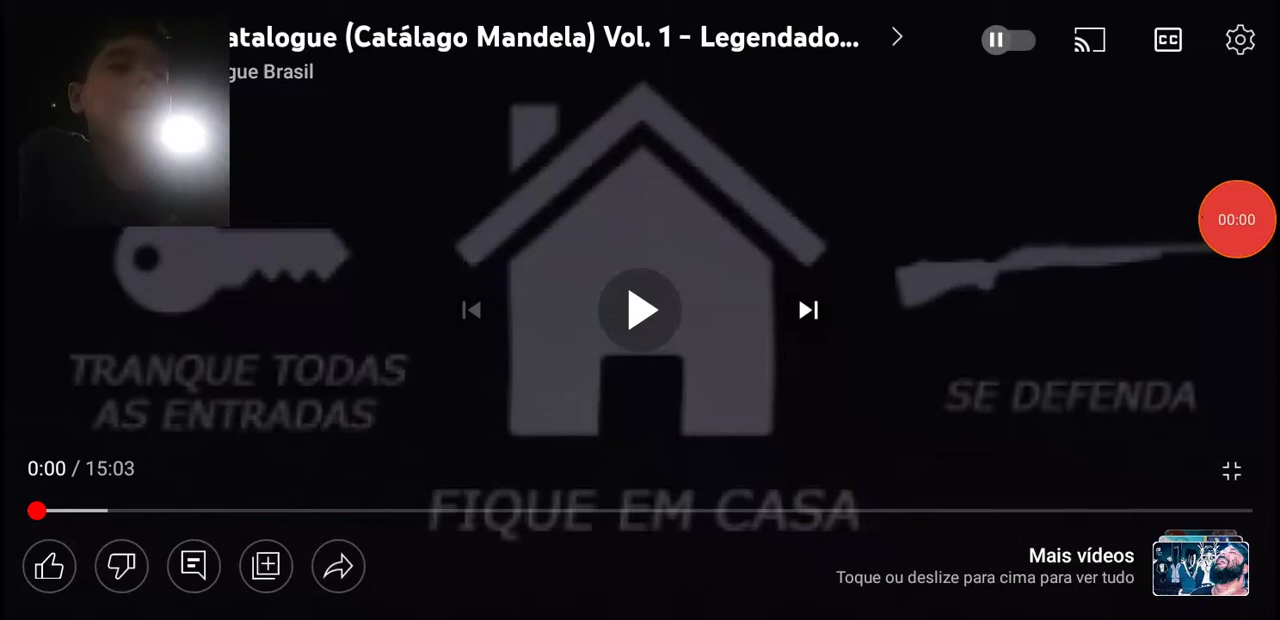 atalogue (Catálago Mandela) Vol. 1 - Legendado...
gue Brasil
CC
00:00
TRANQUE TODAS
AS ENTRADAS
SE DEFENDA
0:00 / 15:03
FIQUE EM CASA
Mais vídeos
Toque ou deslize para cima para ver tudo